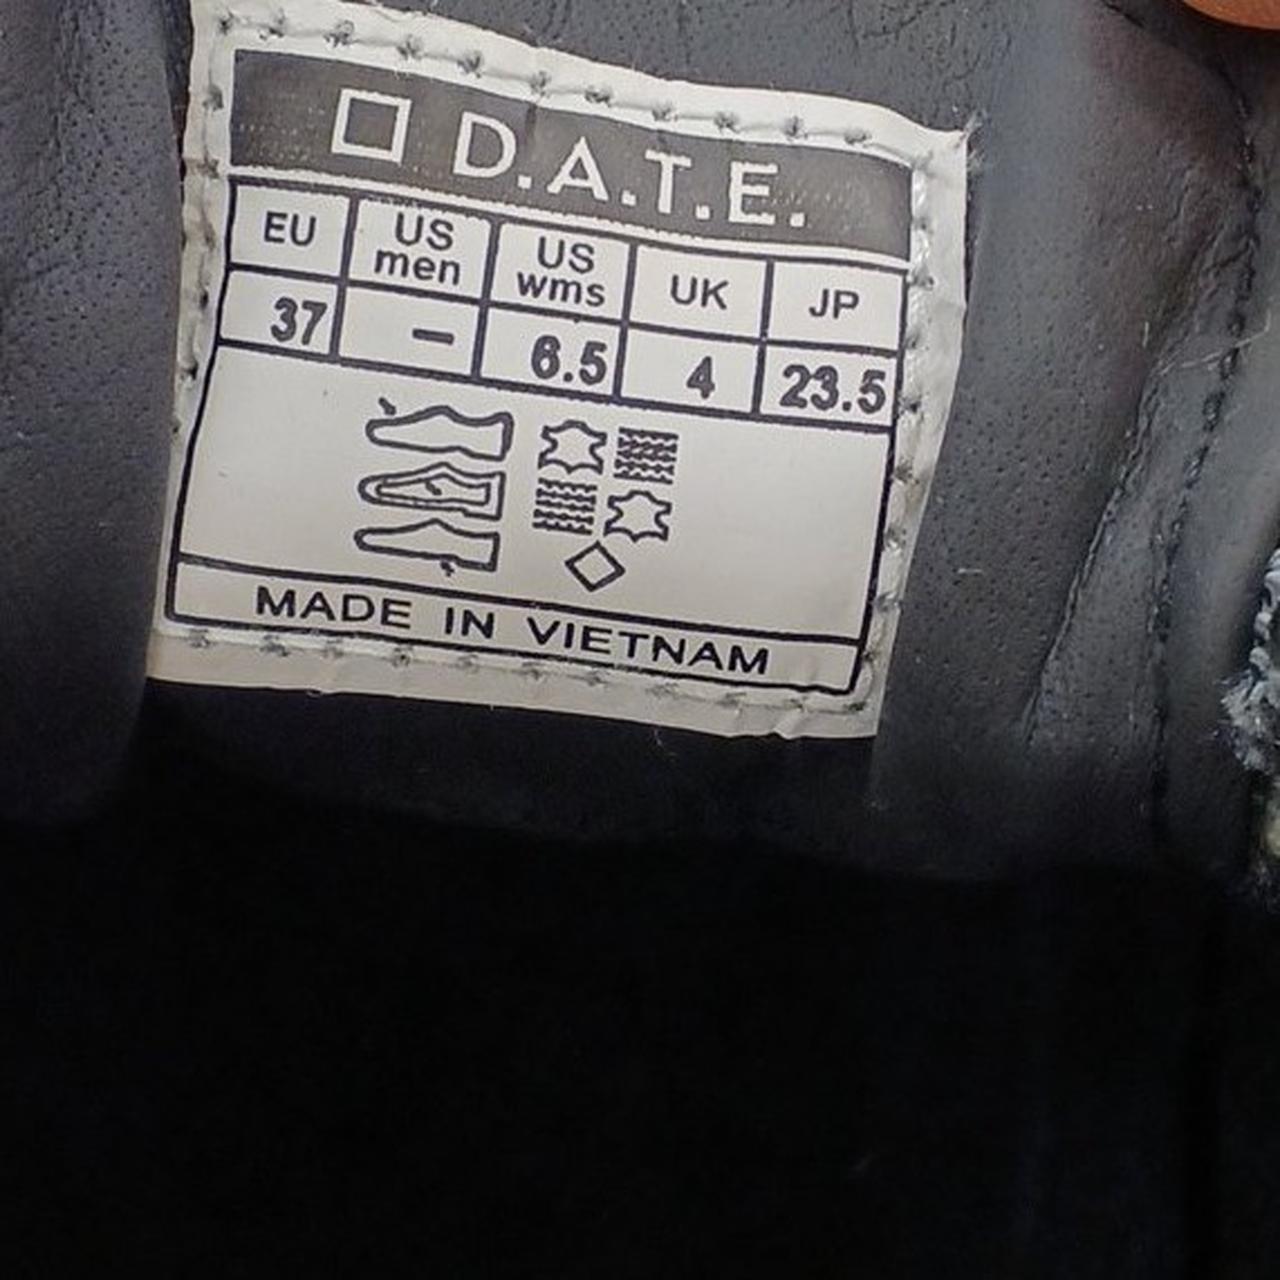 D.A.T.E.
EU US men US wms UK JP
37 – 6.5 4 23.5
MADE IN VIETNAM